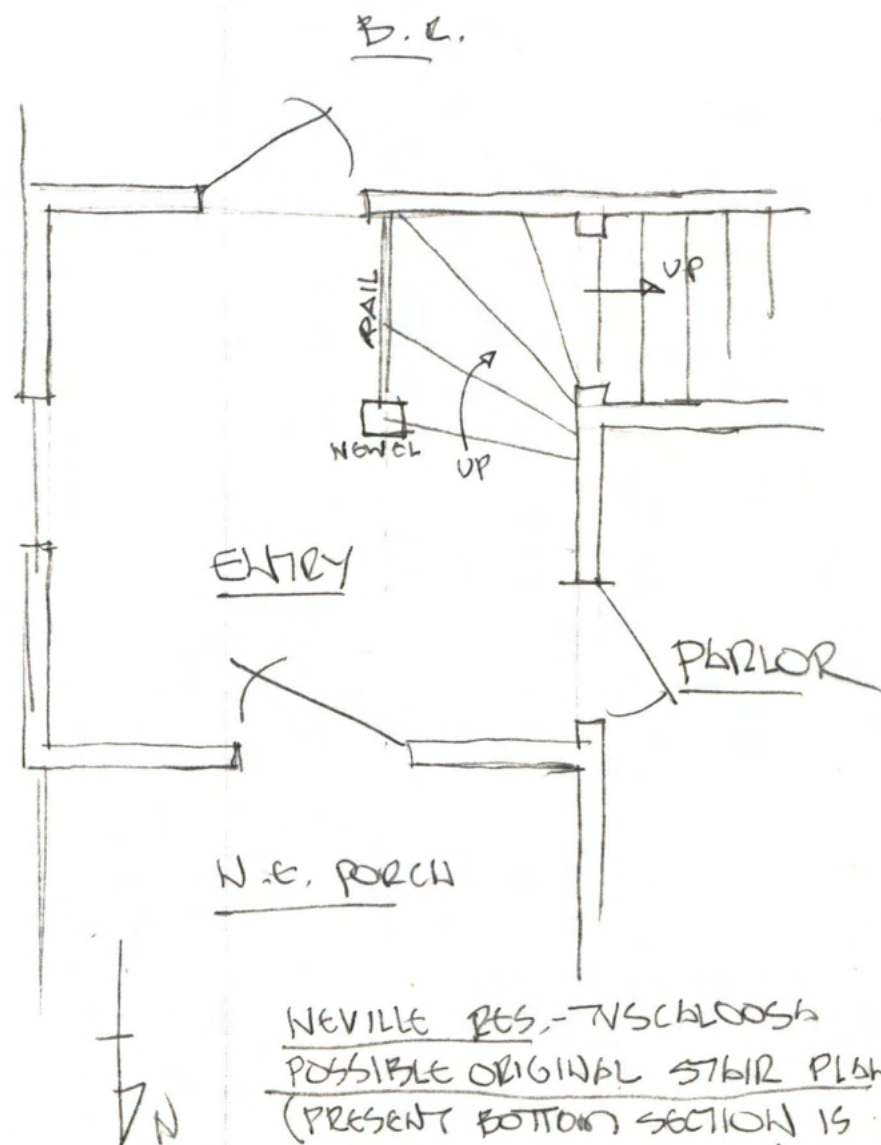 B.R.
UP
RAIL
NEWEL
UP
ENTRY
PARLOR
N.E. PORCH
N
NEVILLE RES.-TUSCALOOSA
POSSIBLE ORIGINAL STAIR PLAN
(PRESENT BOTTOM SECTION IS